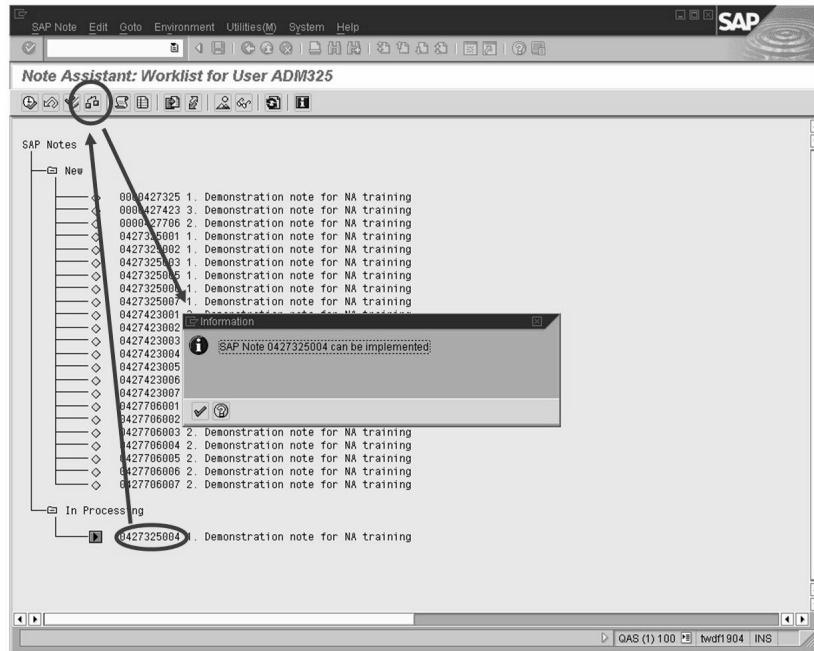 SAP Note Edit Goto Environment Utilities(M) System Help
SAP
Note Assistant: Worklist for User ADM325
SAP Notes
New
0000427325 1. Demonstration note for NA training
0000427423 3. Demonstration note for NA training
0000427706 2. Demonstration note for NA training
0427325001 1. Demonstration note for NA training
0427325002 1. Demonstration note for NA training
0427325003 1. Demonstration note for NA training
0427325005 1. Demonstration note for NA training
0427325006 1. Demonstration note for NA training
0427325007 1. Demonstration note for NA training
0427423001
0427423002
0427423003
0427423004
0427423005
0427423006
0427423007
0427706001
0427706002
0427706003 2. Demonstration note for NA training
0427706004 2. Demonstration note for NA training
0427706005 2. Demonstration note for NA training
0427706006 2. Demonstration note for NA training
0427706007 2. Demonstration note for NA training
Information
SAP Note 0427325004 can be implemented
In Processing
0427325004 1. Demonstration note for NA training
QAS (1) 100 twdf1904 INS